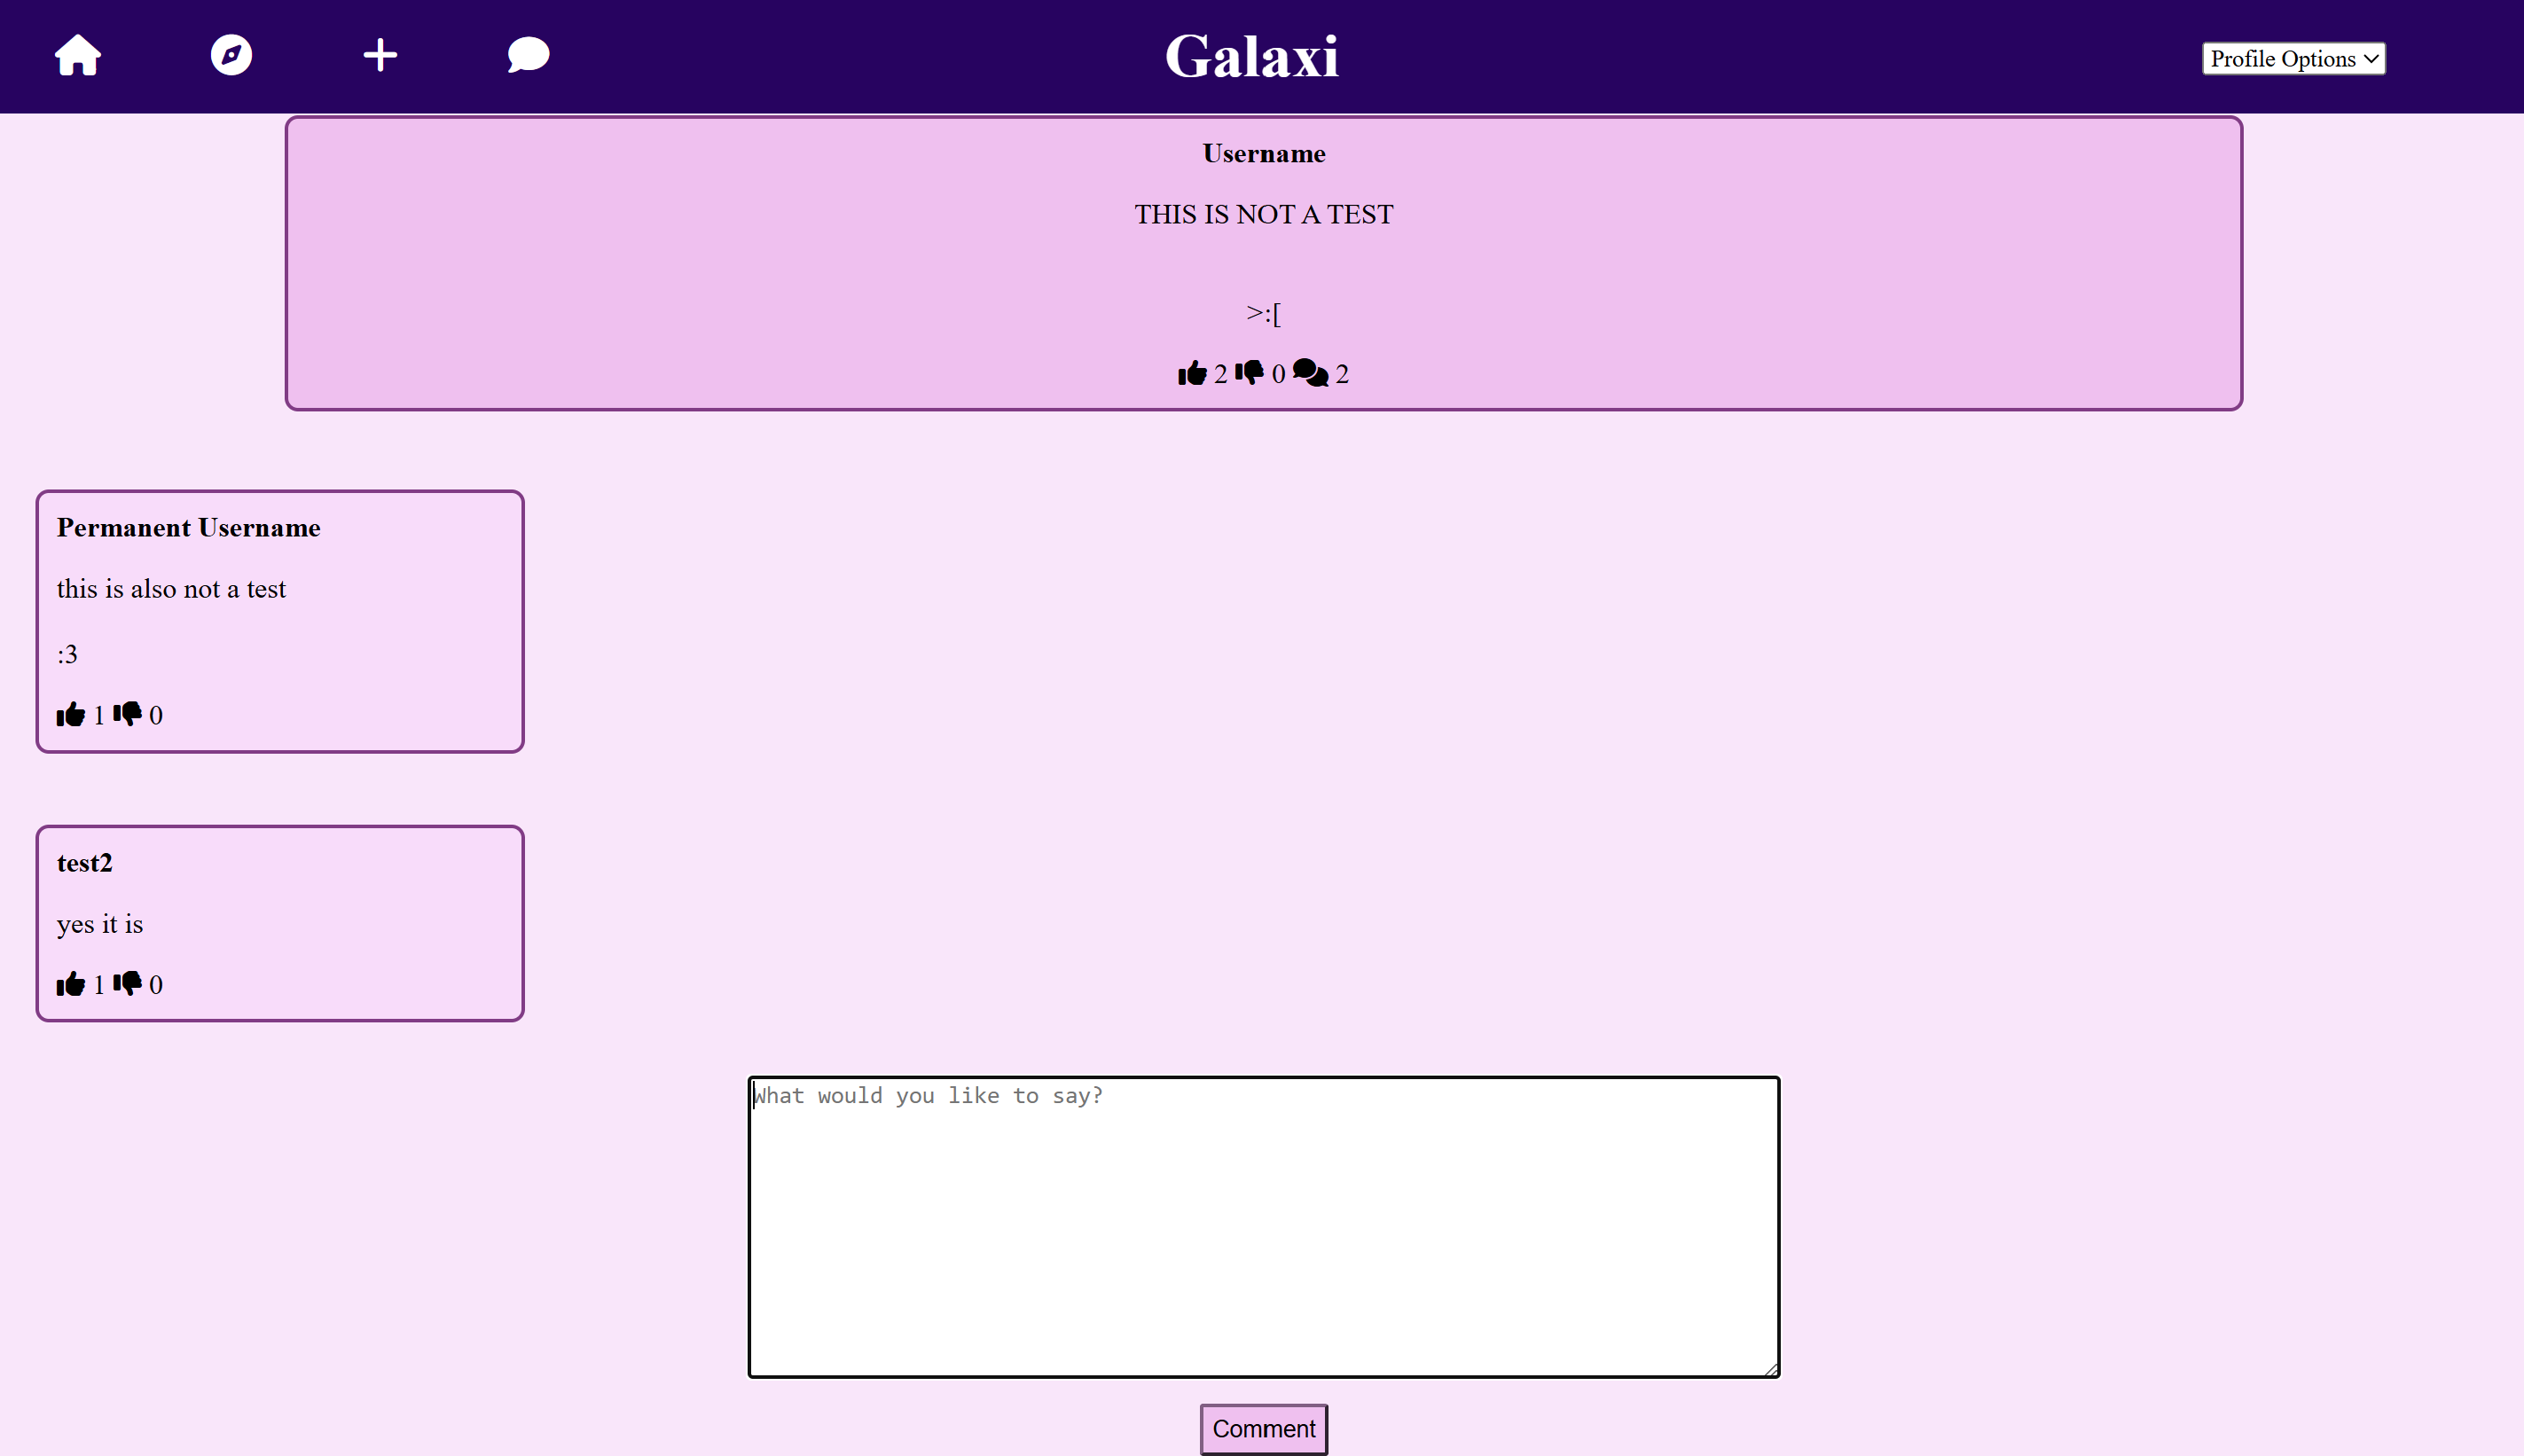 Galaxi
Profile Options
Username
THIS IS NOT A TEST
>:[
2 0 2
Permanent Username
this is also not a test
:3
1 0
test2
yes it is
1 0
What would you like to say?
Comment